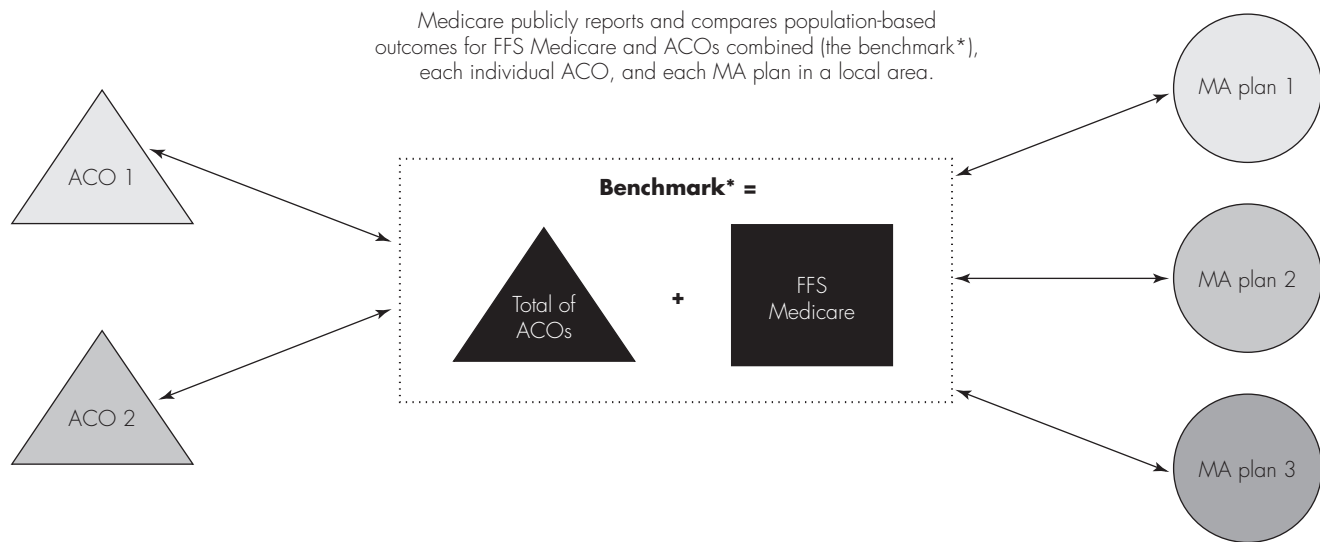 Medicare publicly reports and compares population-based
outcomes for FFS Medicare and ACOs combined (the benchmark*),
each individual ACO, and each MA plan in a local area.
MA plan 1
ACO 1
Benchmark* =
Total of
ACOs
+
FFS
Medicare
MA plan 2
ACO 2
MA plan 3